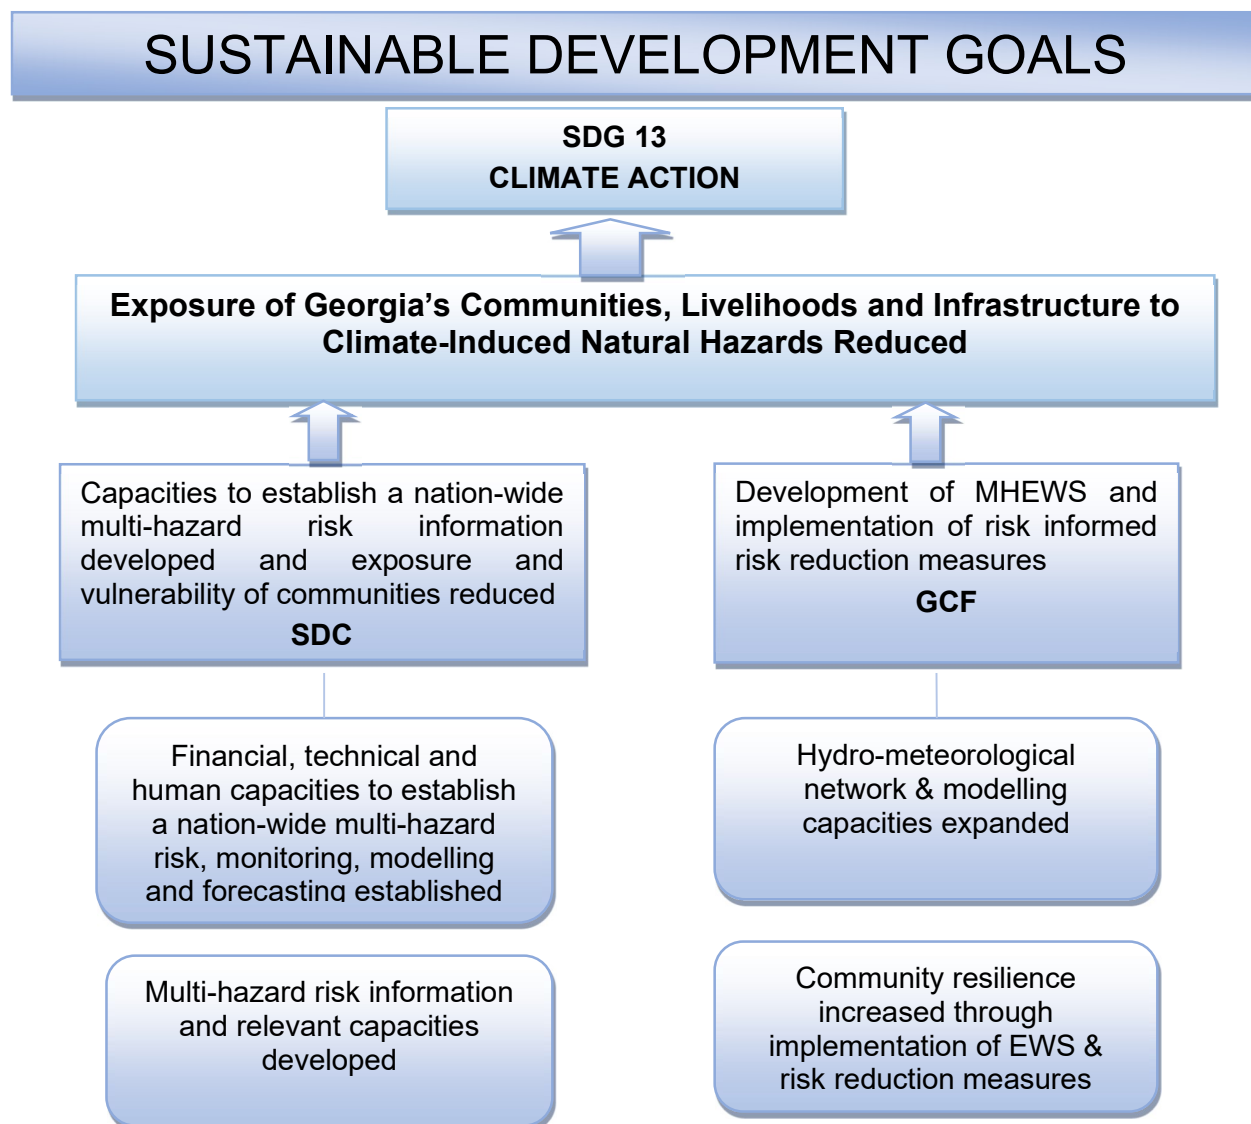 SUSTAINABLE DEVELOPMENT GOALS
SDG 13
CLIMATE ACTION
Exposure of Georgia’s Communities, Livelihoods and Infrastructure to
Climate-Induced Natural Hazards Reduced
Capacities to establish a nation-wide
multi-hazard risk information
developed and exposure and
vulnerability of communities reduced
SDC
Development of MHEWS and
implementation of risk informed
risk reduction measures
GCF
Financial, technical and
human capacities to establish
a nation-wide multi-hazard
risk, monitoring, modelling
and forecasting established
Hydro-meteorological
network & modelling
capacities expanded
Multi-hazard risk information
and relevant capacities
developed
Community resilience
increased through
implementation of EWS &
risk reduction measures